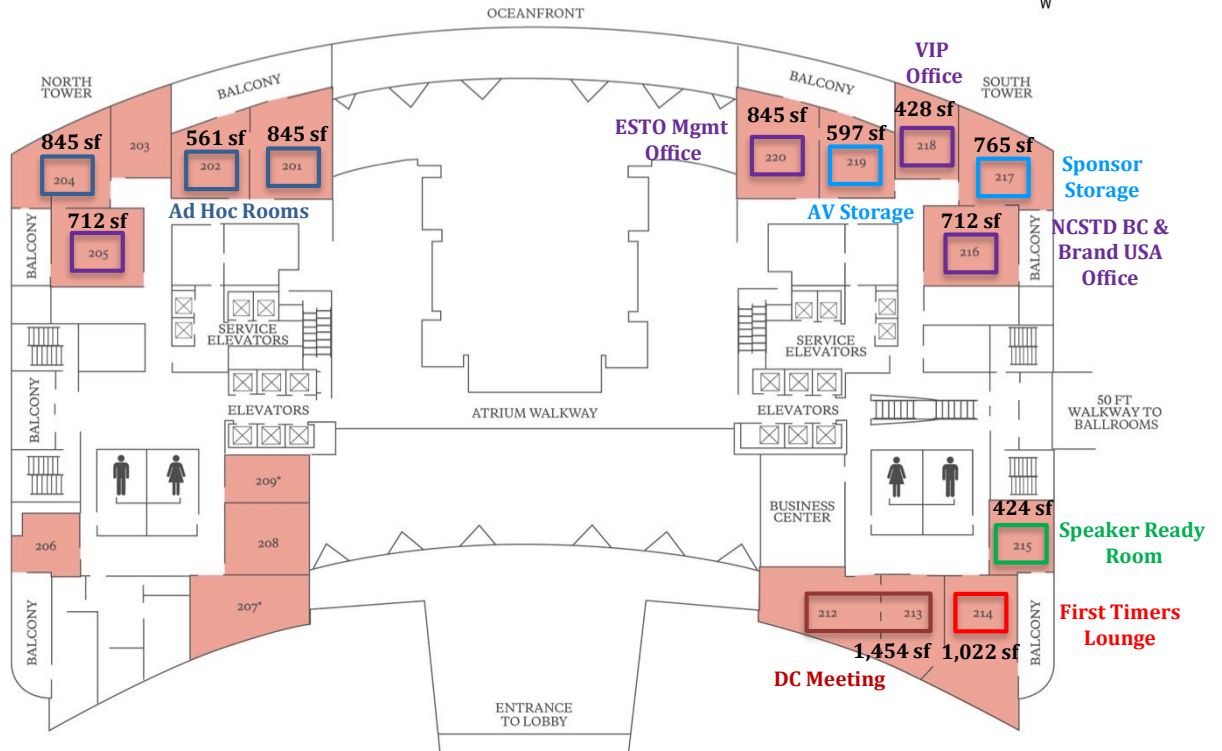 W
OCEANFRONT
NORTH
TOWER
BALCONY
845 sf
204
203
561 sf
202
845 sf
201
Ad Hoc Rooms
712 sf
205
BALCONY
BALCONY
VIP
Office
SOUTH
TOWER
ESTO Mgmt
Office
845 sf
220
597 sf
219
428 sf
218
765 sf
217
Sponsor
Storage
AV Storage
712 sf
216
BALCONY
NCSTD BC &
Brand USA
Office
SERVICE
ELEVATORS
SERVICE
ELEVATORS
BALCONY
ELEVATORS
ATRIUM WALKWAY
ELEVATORS
50 FT
WALKWAY TO
BALLROOMS
209*
208
206
207*
BALCONY
BUSINESS
CENTER
424 sf
215
Speaker Ready
Room
212
213
214
BALCONY
First Timers
Lounge
1,454 sf
1,022 sf
DC Meeting
ENTRANCE
TO LOBBY